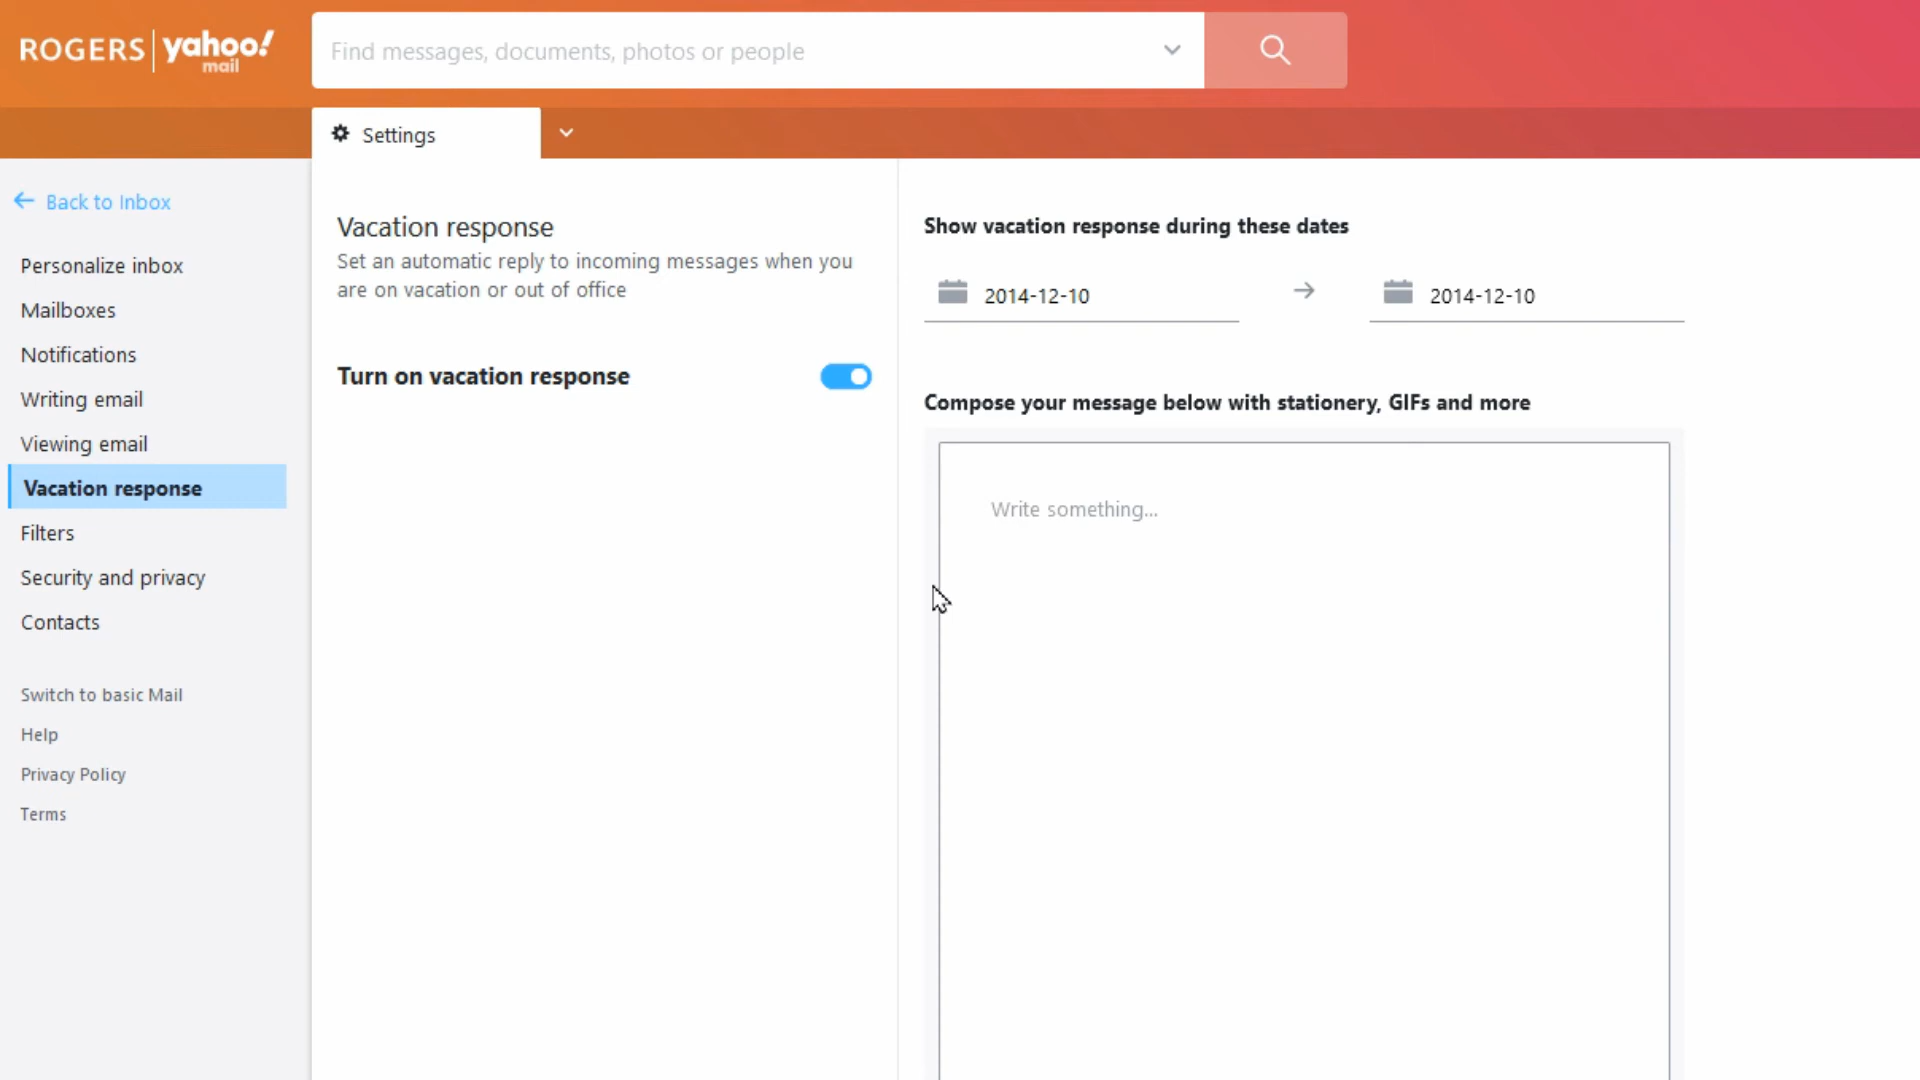 ROGERS yahoo! mail
Find messages, documents, photos or people
Settings
Back to Inbox
Personalize inbox
Mailboxes
Notifications
Writing email
Viewing email
Vacation response
Filters
Security and privacy
Contacts
Switch to basic Mail
Help
Privacy Policy
Terms
Vacation response
Set an automatic reply to incoming messages when you
are on vacation or out of office
Turn on vacation response
Show vacation response during these dates
2014-12-10 2014-12-10
Compose your message below with stationery, GIFs and more
Write something...